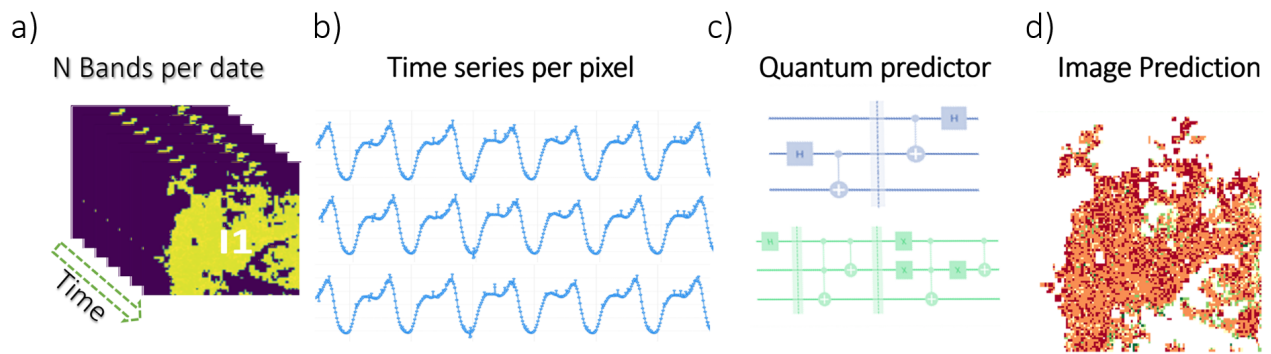 a)
N Bands per date
I1
Time
b)
Time series per pixel
c)
Quantum predictor
H
H
H
X
X
X
d)
Image Prediction